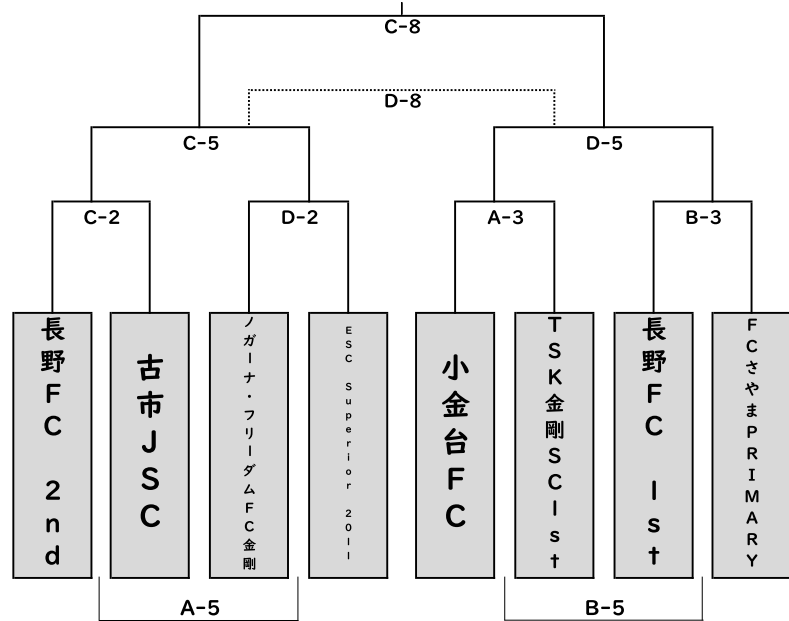 C-8
D-8
C-5
D-5
C-2
D-2
A-3
B-3
長野FC 2nd
古市JSC
ノガーナ・フリーダムFC金剛
ESC Superior 2011
小金台FC
TSK金剛SC1st
長野FC 1st
FCさやまPRIMARY
A-5
B-5